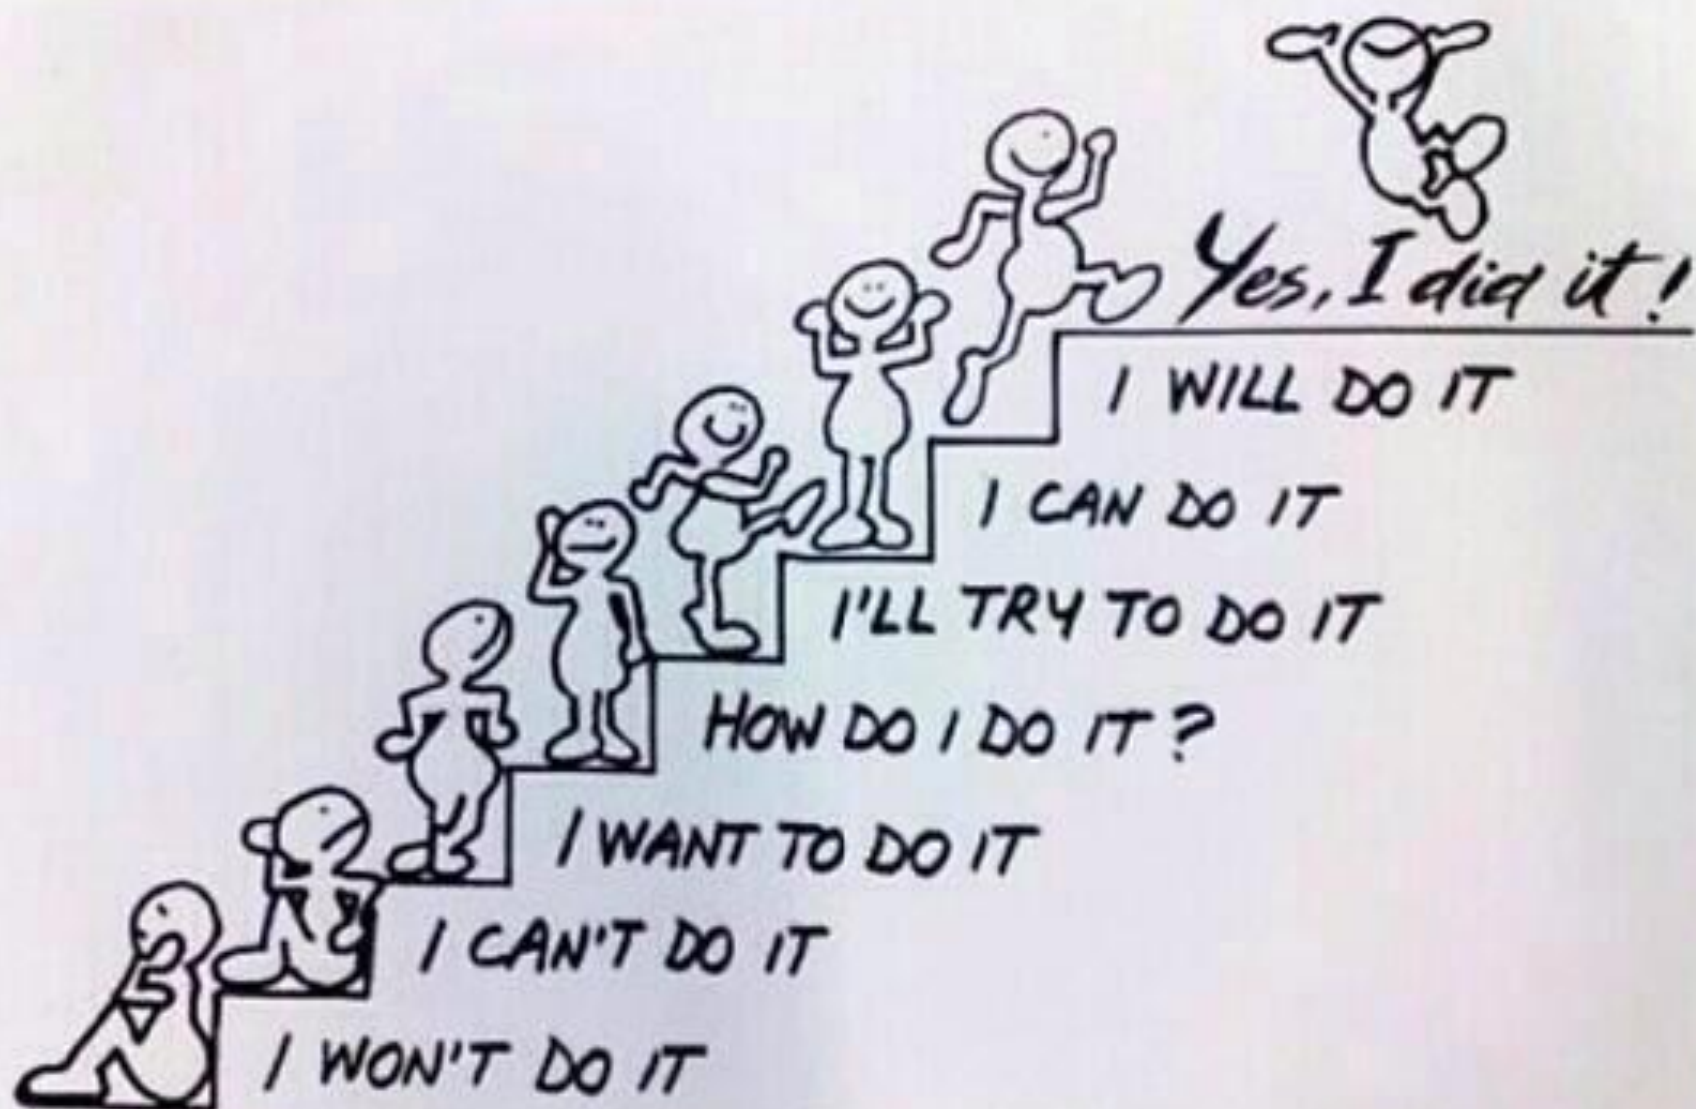 Yes, I did it!
I WILL DO IT
I CAN DO IT
I'LL TRY TO DO IT
HOW DO I DO IT?
I WANT TO DO IT
I CAN'T DO IT
I WON'T DO IT